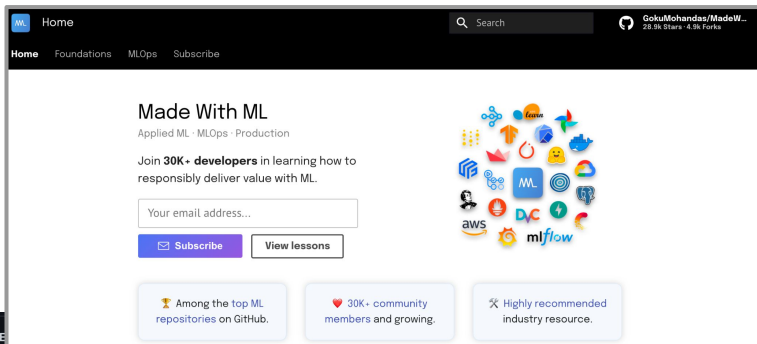 ML
Home
Search
GokuMohandas/MadeW...
28.9k Stars · 4.9k Forks
Home
Foundations
MLOps
Subscribe
Made With ML
Applied ML · MLOps · Production
Join 30K+ developers in learning how to
responsibly deliver value with ML.
Your email address...
Subscribe
View lessons
learn
ML
DVC
aws
mlflow
🏆 Among the top ML
repositories on GitHub.
❤️ 30K+ community
members and growing.
🛠 Highly recommended
industry resource.
E